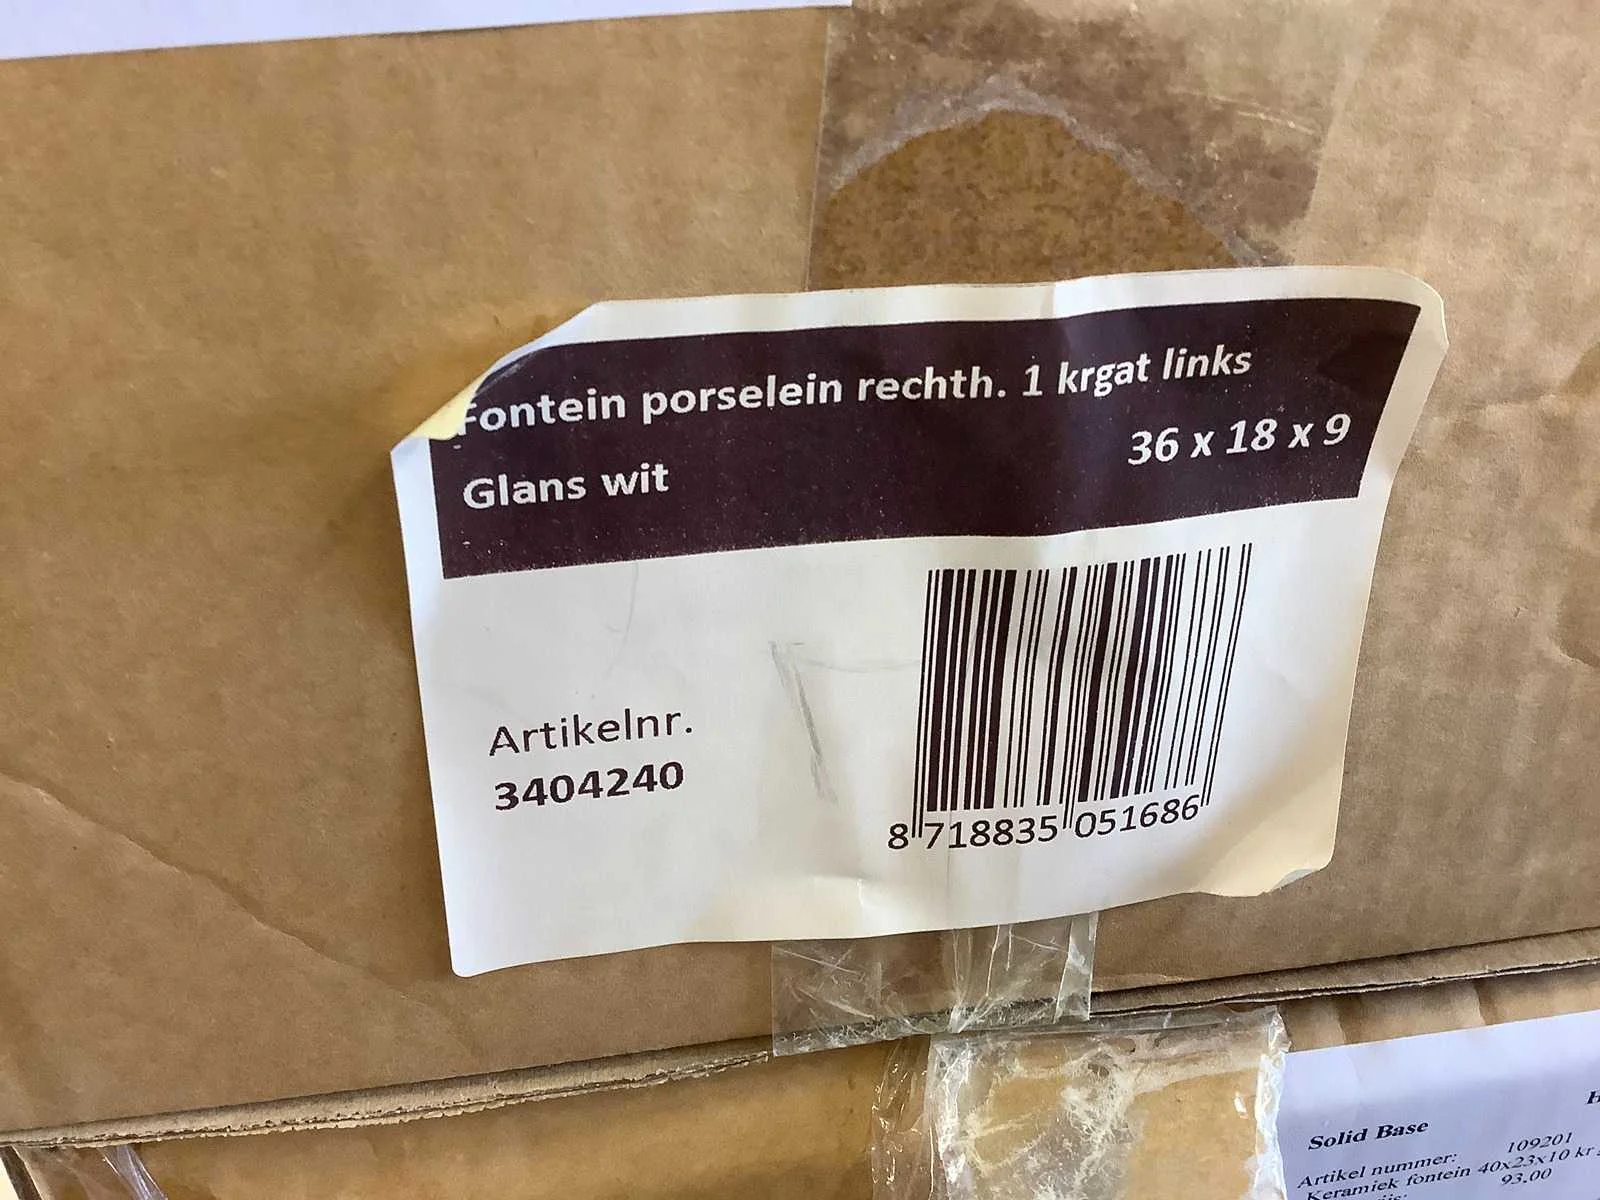 Fontein porselein rechth. 1 krgat links
36 x 18 x 9
Glans wit
Artikelnr.
3404240
8 718835 051686
Solid Base
Artikel nummer: 109201
Keramiek fontein 40x23x10 kr
93.00